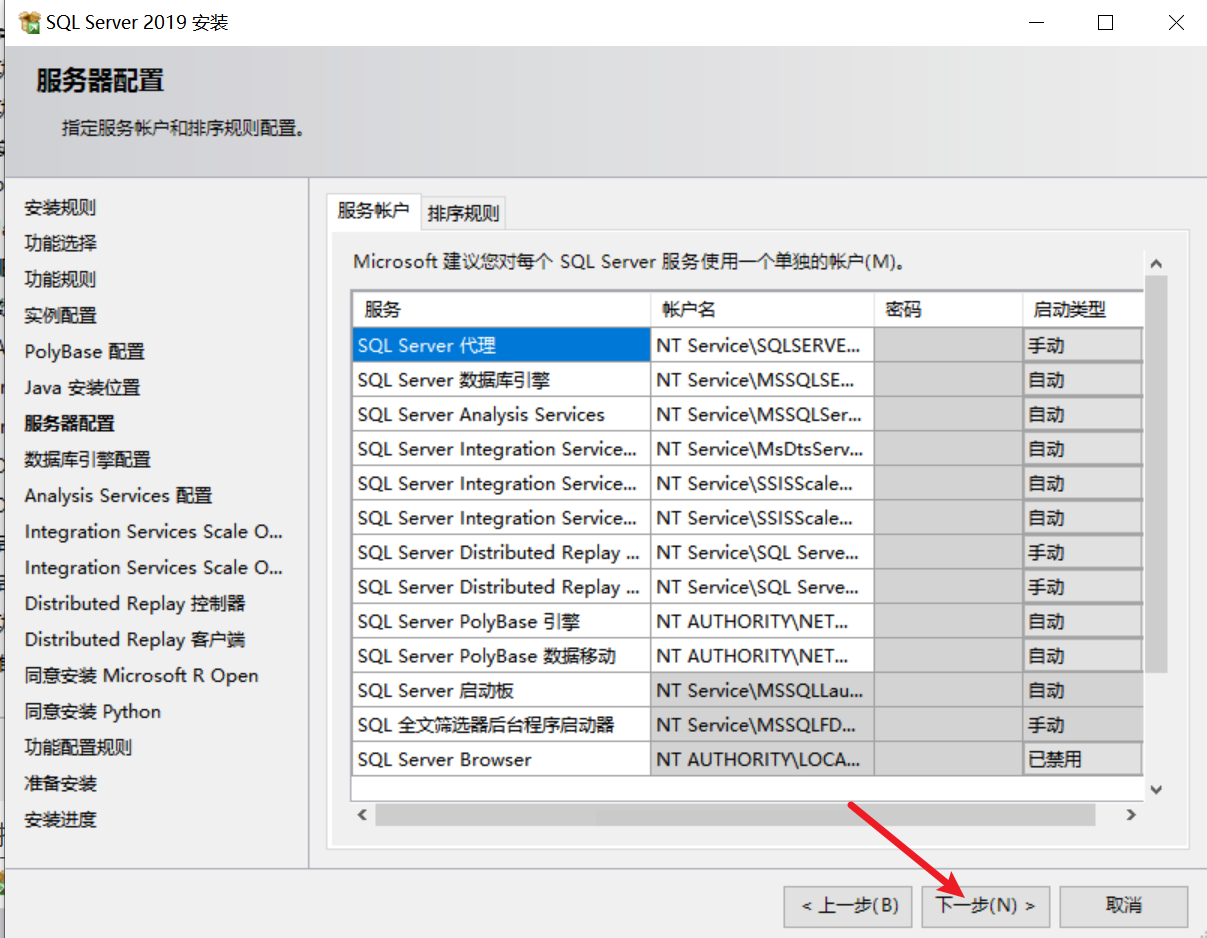 SQL Server 2019 安装
服务器配置
指定服务帐户和排序规则配置。
安装规则
功能选择
功能规则
实例配置
PolyBase 配置
Java 安装位置
服务器配置
数据库引擎配置
Analysis Services 配置
Integration Services Scale O...
Integration Services Scale O...
Distributed Replay 控制器
Distributed Replay 客户端
同意安装 Microsoft R Open
同意安装 Python
功能配置规则
准备安装
安装进度
服务帐户 排序规则
Microsoft 建议您对每个 SQL Server 服务使用一个单独的帐户(M)。
服务 帐户名 密码 启动类型
SQL Server 代理 NT Service\SQLSERVE... 手动
SQL Server 数据库引擎 NT Service\MSSQLSE... 自动
SQL Server Analysis Services NT Service\MSSQLSer... 自动
SQL Server Integration Service... NT Service\MsDtsServ... 自动
SQL Server Integration Service... NT Service\SSISScale... 自动
SQL Server Integration Service... NT Service\SSISScale... 自动
SQL Server Distributed Replay ... NT Service\SQL Serve... 手动
SQL Server Distributed Replay ... NT Service\SQL Serve... 手动
SQL Server PolyBase 引擎 NT AUTHORITY\NET... 自动
SQL Server PolyBase 数据移动 NT AUTHORITY\NET... 自动
SQL Server 启动板 NT Service\MSSQLLau... 自动
SQL 全文筛选器后台程序启动器 NT Service\MSSQLFD... 手动
SQL Server Browser NT AUTHORITY\LOCA... 已禁用
< 上一步(B) 下一步(N) > 取消